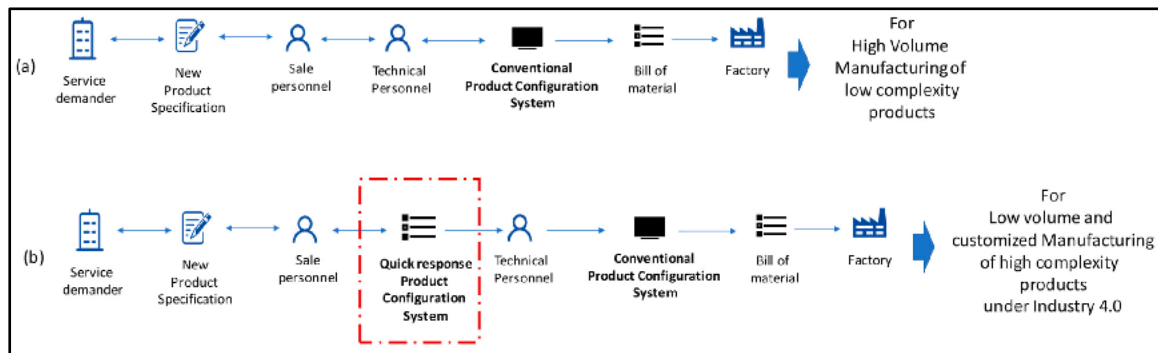 (a)
Service
demander
New
Product
Specification
Sale
personnel
Technical
Personnel
Conventional
Product Configuration
System
Bill of
material
Factory
For
High Volume
Manufacturing of
low complexity
products
(b)
Service
demander
New
Product
Specification
Sale
personnel
Quick response
Product
Configuration
System
Technical
Personnel
Conventional
Product Configuration
System
Bill of
material
Factory
For
Low volume and
customized Manufacturing
of high complexity
products
under Industry 4.0